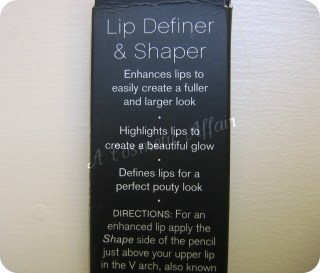 Lip Definer
& Shaper
Enhances lips to
easily create a fuller
and larger look
•
Highlights lips to
create a beautiful glow
A Cosmetic Affair
•
Defines lips for a
perfect pouty look
•
DIRECTIONS: For an
enhanced lip apply the
Shape side of the pencil
just above your upper lip
in the V arch, also known